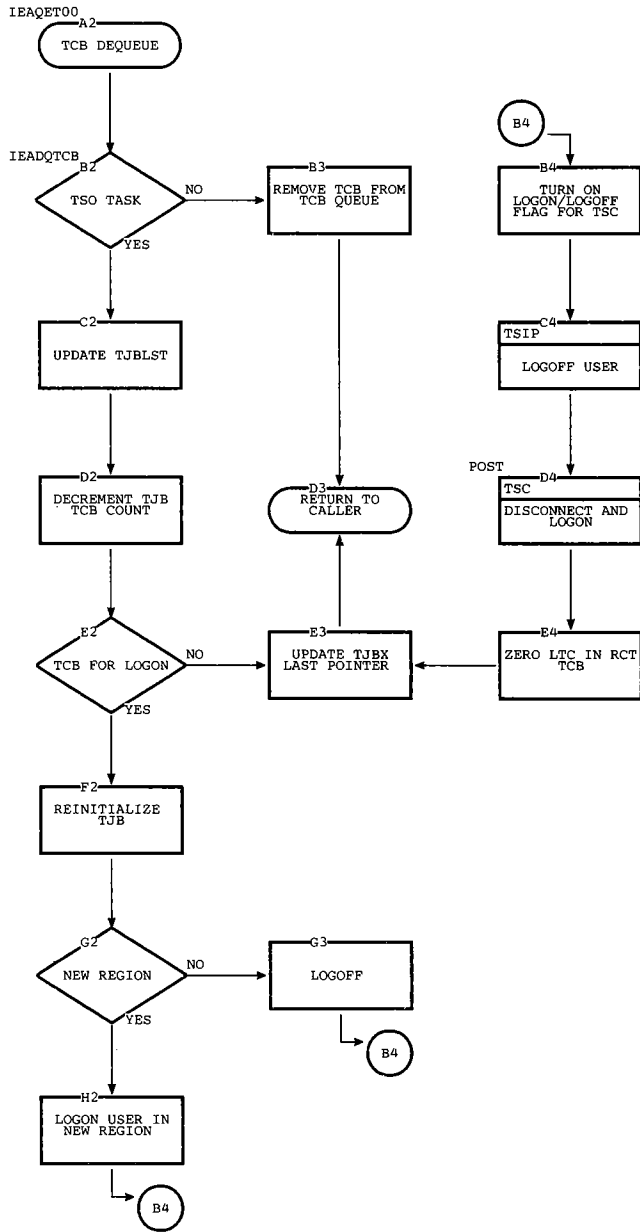 IEAQET00
A2
TCB DEQUEUE
IEADQTCB
B2
TSO TASK
NO
YES
B3
REMOVE TCB FROM
TCB QUEUE
C2
UPDATE TJBLST
D2
DECREMENT TJB
TCB COUNT
D3
RETURN TO
CALLER
E2
TCB FOR LOGON
NO
YES
E3
UPDATE TJBX
LAST POINTER
F2
REINITIALIZE
TJB
G2
NEW REGION
NO
YES
G3
LOGOFF
B4
H2
LOGON USER IN
NEW REGION
B4
B4
B4
TURN ON
LOGON/LOGOFF
FLAG FOR TSC
C4
TSIP
LOGOFF USER
POST
D4
TSC
DISCONNECT AND
LOGON
E4
ZERO LTC IN RCT
TCB